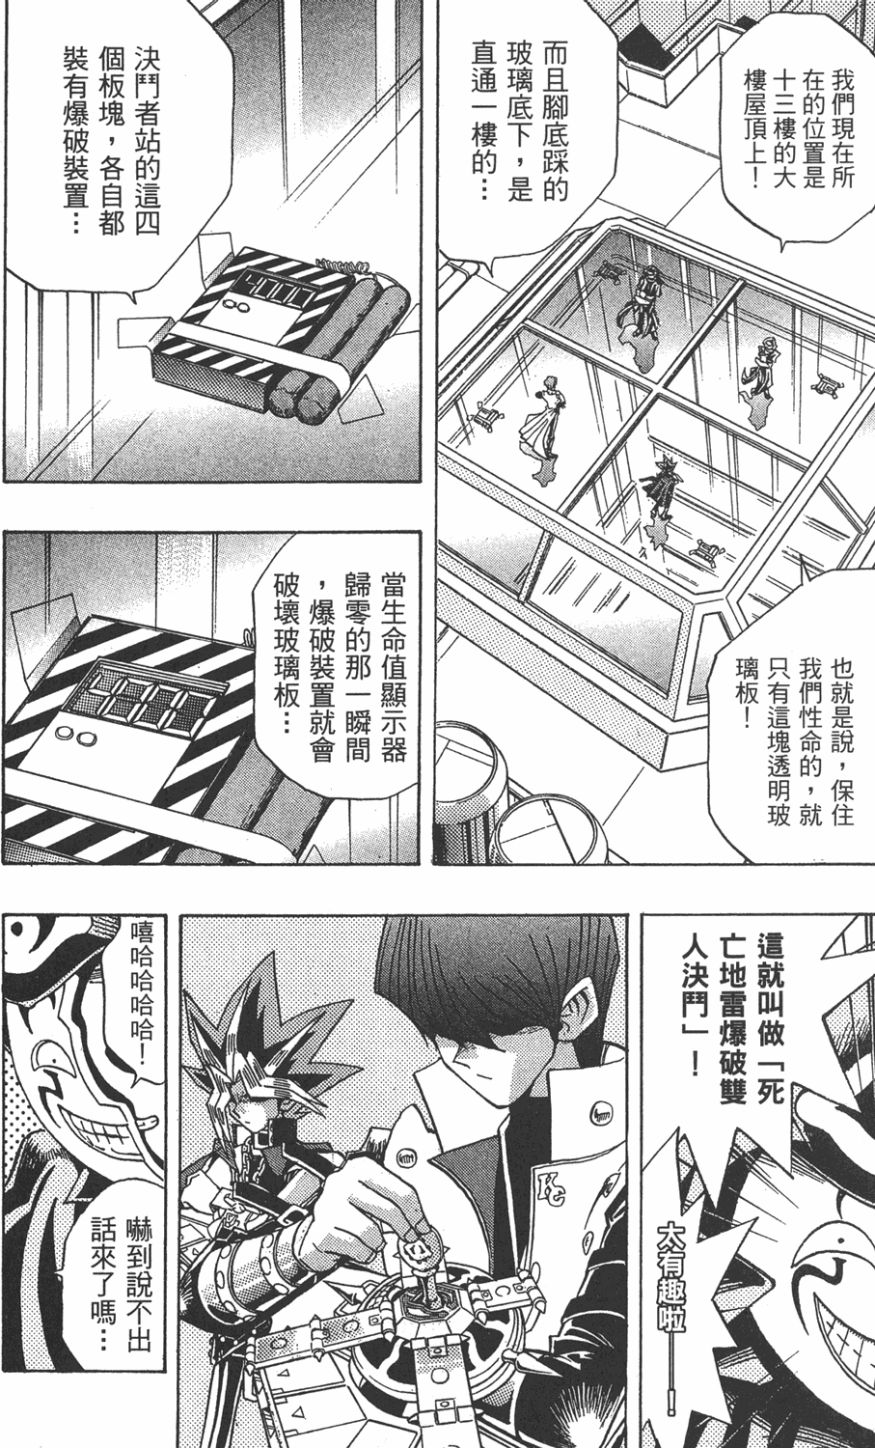 我們現在所
在的位置是
十三樓的大
樓屋頂上！
而且腳底踩的
玻璃底下，是
直通一樓的…
也就是說，保住
我們性命的，就
只有這塊透明玻
璃板！
決鬥者站的這四
個板塊，各自都
裝有爆破裝置…
4000
當生命值顯示器
歸零的那一瞬間
，爆破裝置就會
破壞玻璃板…
這就叫做「死
亡地雷爆破雙
人決鬥」！
太有趣啦——！
KC
嘻哈哈哈哈！
嚇到說不出
話來了嗎…